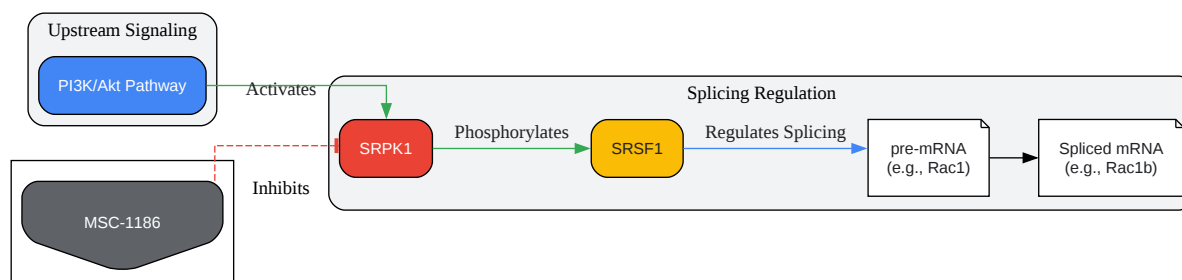 Upstream Signaling
PI3K/Akt Pathway
Activates
Splicing Regulation
SRPK1
Phosphorylates
SRSF1
Regulates Splicing
pre-mRNA
(e.g., Rac1)
Spliced mRNA
(e.g., Rac1b)
Inhibits
MSC-1186